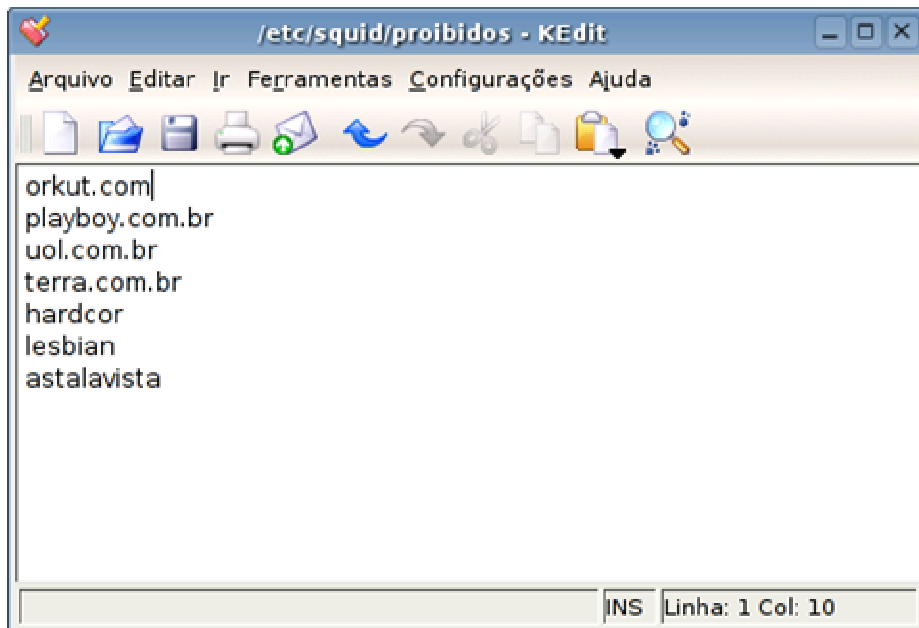 /etc/squid/proibidos - KEdit
Arquivo Editar Ir Ferramentas Configurações Ajuda
orkut.com
playboy.com.br
uol.com.br
terra.com.br
hardcor
lesbian
astalavista
INS Linha: 1 Col: 10